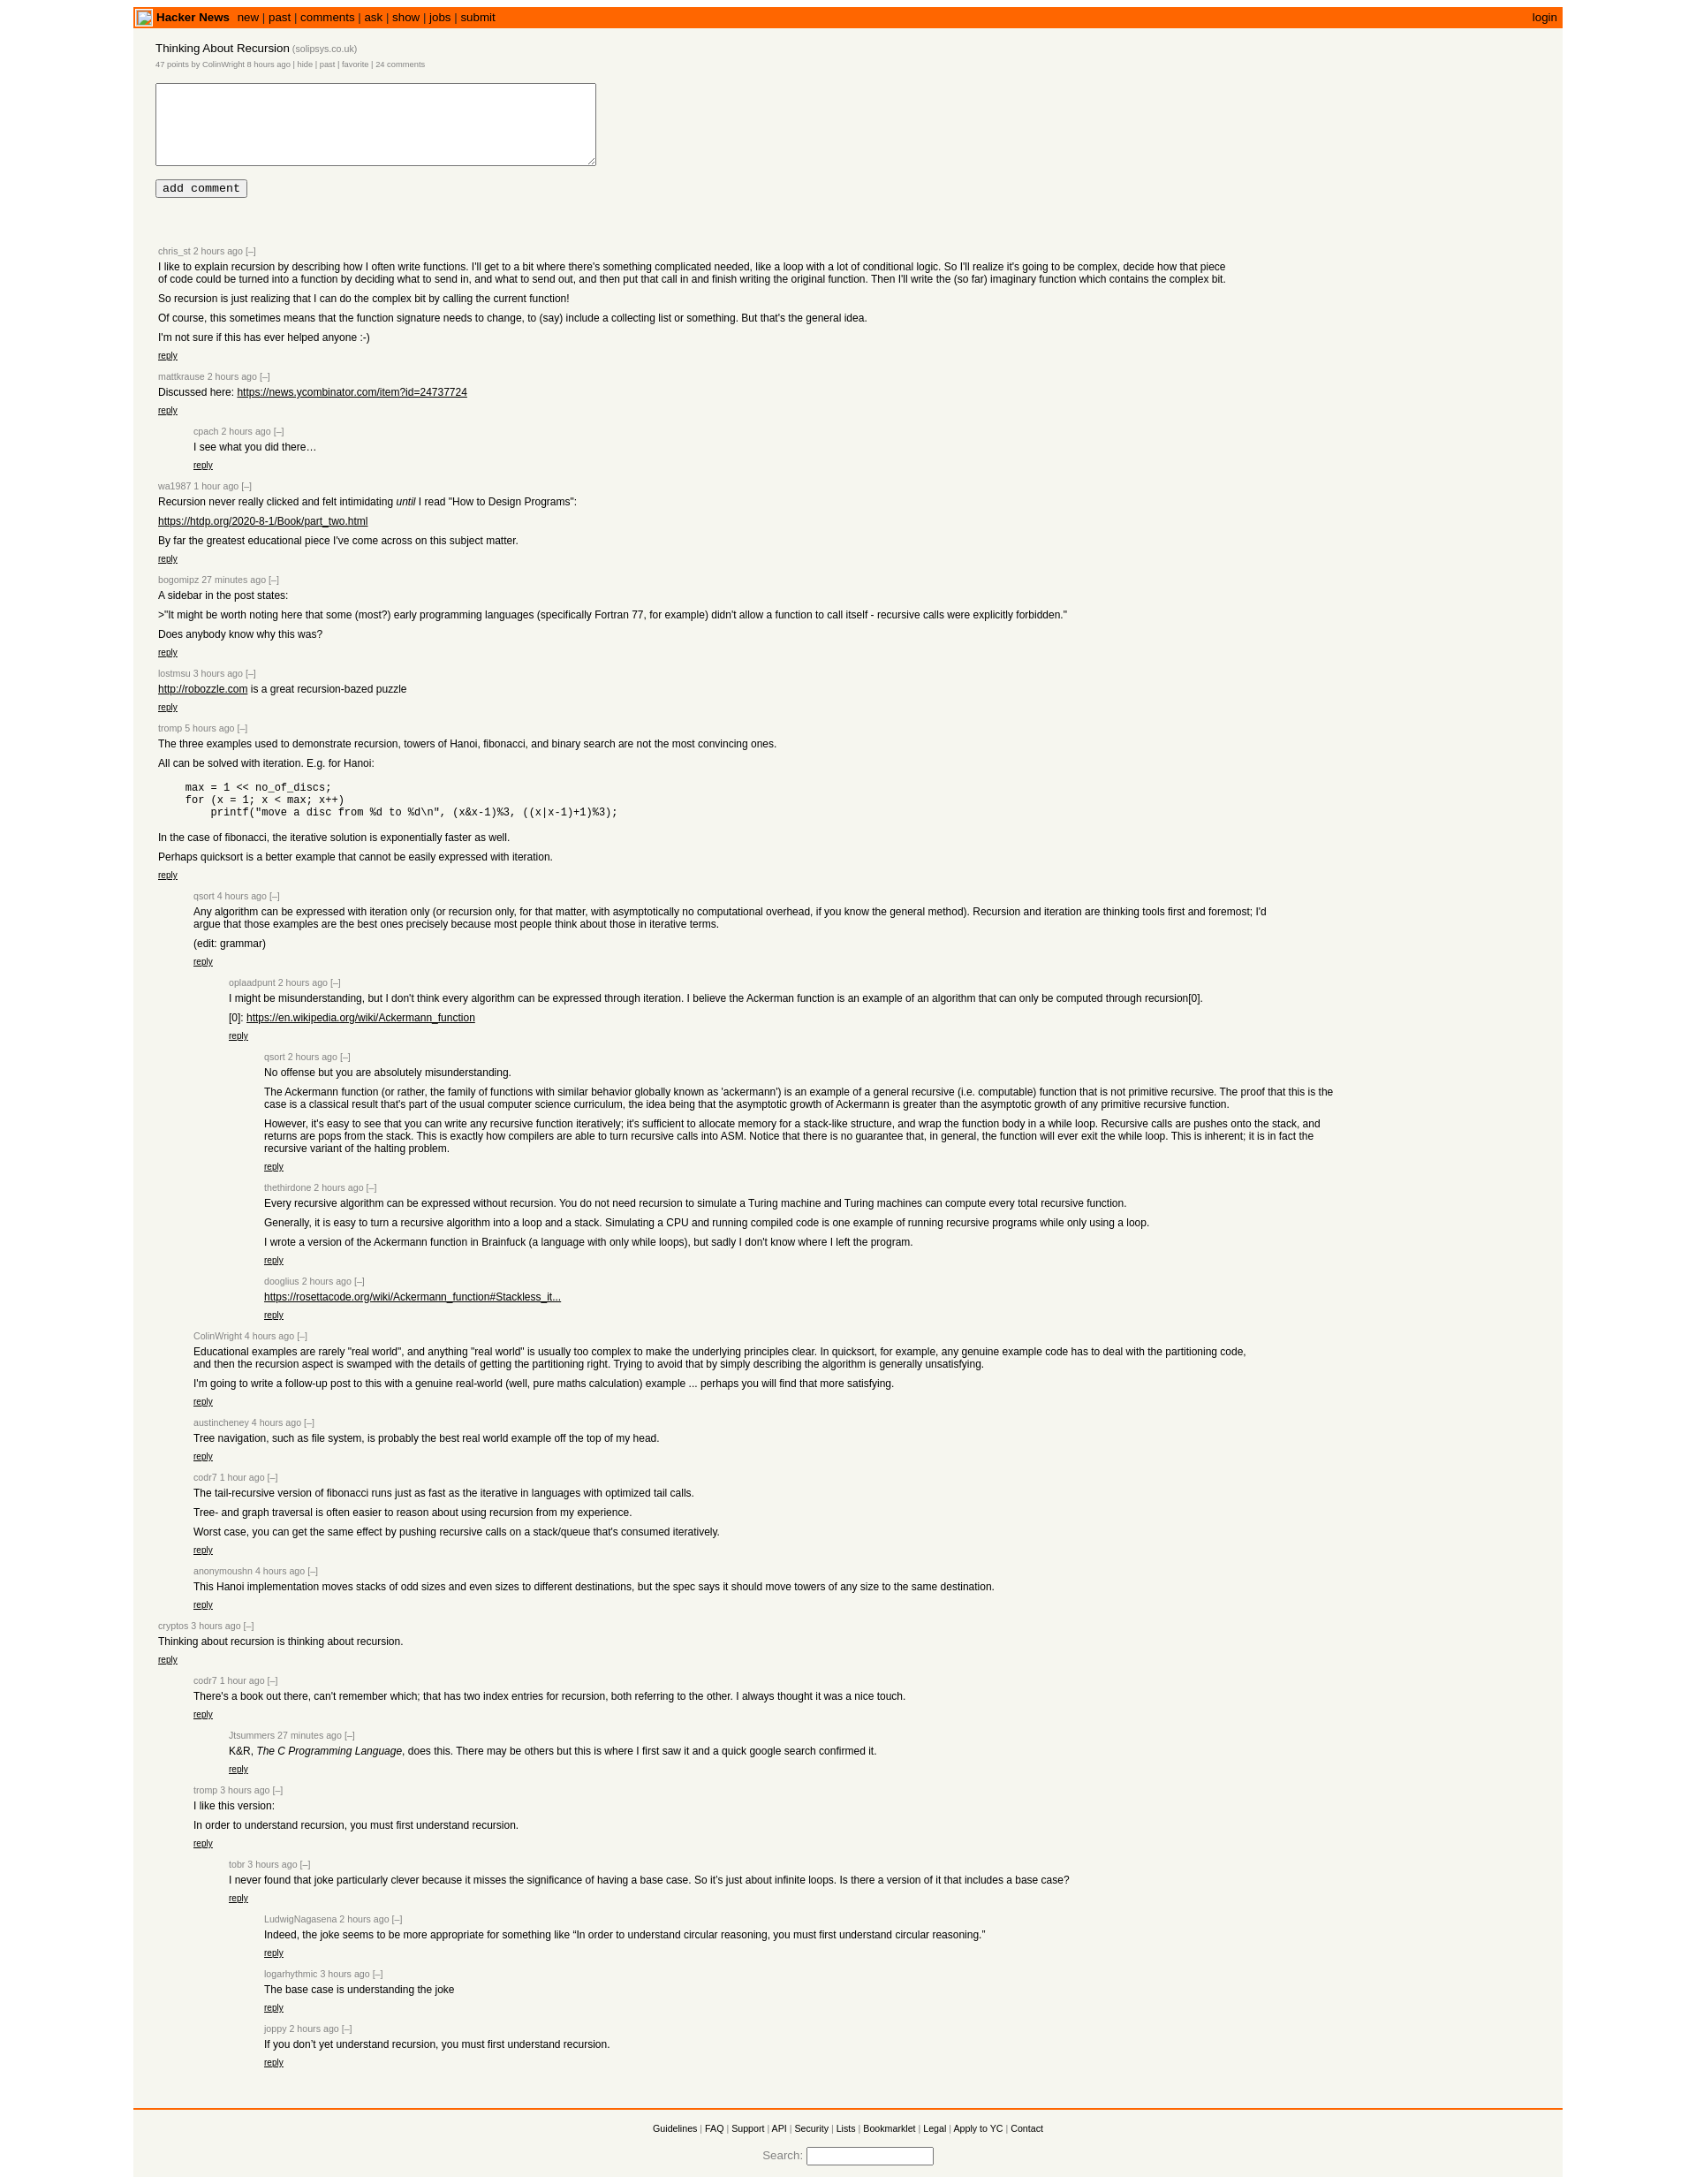 Hacker News new | past | comments | ask | show | jobs | submit login
Thinking About Recursion (solipsys.co.uk)
47 points by ColinWright 8 hours ago | hide | past | favorite | 24 comments
add comment
chris_st 2 hours ago [–]
I like to explain recursion by describing how I often write functions. I'll get to a bit where there's something complicated needed, like a loop with a lot of conditional logic. So I'll realize it's going to be complex, decide how that piece
of code could be turned into a function by deciding what to send in, and what to send out, and then put that call in and finish writing the original function. Then I'll write the (so far) imaginary function which contains the complex bit.
So recursion is just realizing that I can do the complex bit by calling the current function!
Of course, this sometimes means that the function signature needs to change, to (say) include a collecting list or something. But that's the general idea.
I'm not sure if this has ever helped anyone :-)
reply
mattkrause 2 hours ago [–]
Discussed here: https://news.ycombinator.com/item?id=24737724
reply
cpach 2 hours ago [–]
I see what you did there…
reply
wa1987 1 hour ago [–]
Recursion never really clicked and felt intimidating until I read "How to Design Programs":
https://htdp.org/2020-8-1/Book/part_two.html
By far the greatest educational piece I've come across on this subject matter.
reply
bogomipz 27 minutes ago [–]
A sidebar in the post states:
>"It might be worth noting here that some (most?) early programming languages (specifically Fortran 77, for example) didn't allow a function to call itself - recursive calls were explicitly forbidden."
Does anybody know why this was?
reply
lostmsu 3 hours ago [–]
http://robozzle.com is a great recursion-bazed puzzle
reply
tromp 5 hours ago [–]
The three examples used to demonstrate recursion, towers of Hanoi, fibonacci, and binary search are not the most convincing ones.
All can be solved with iteration. E.g. for Hanoi:
max = 1 << no_of_discs;
for (x = 1; x < max; x++)
printf("move a disc from %d to %d\n", (x&x-1)%3, ((x|x-1)+1)%3);
In the case of fibonacci, the iterative solution is exponentially faster as well.
Perhaps quicksort is a better example that cannot be easily expressed with iteration.
reply
qsort 4 hours ago [–]
Any algorithm can be expressed with iteration only (or recursion only, for that matter, with asymptotically no computational overhead, if you know the general method). Recursion and iteration are thinking tools first and foremost; I'd
argue that those examples are the best ones precisely because most people think about those in iterative terms.
(edit: grammar)
reply
oplaadpunt 2 hours ago [–]
I might be misunderstanding, but I don't think every algorithm can be expressed through iteration. I believe the Ackerman function is an example of an algorithm that can only be computed through recursion[0].
[0]: https://en.wikipedia.org/wiki/Ackermann_function
reply
qsort 2 hours ago [–]
No offense but you are absolutely misunderstanding.
The Ackermann function (or rather, the family of functions with similar behavior globally known as 'ackermann') is an example of a general recursive (i.e. computable) function that is not primitive recursive. The proof that this is the
case is a classical result that's part of the usual computer science curriculum, the idea being that the asymptotic growth of Ackermann is greater than the asymptotic growth of any primitive recursive function.
However, it's easy to see that you can write any recursive function iteratively; it's sufficient to allocate memory for a stack-like structure, and wrap the function body in a while loop. Recursive calls are pushes onto the stack, and
returns are pops from the stack. This is exactly how compilers are able to turn recursive calls into ASM. Notice that there is no guarantee that, in general, the function will ever exit the while loop. This is inherent; it is in fact the
recursive variant of the halting problem.
reply
thethirdone 2 hours ago [–]
Every recursive algorithm can be expressed without recursion. You do not need recursion to simulate a Turing machine and Turing machines can compute every total recursive function.
Generally, it is easy to turn a recursive algorithm into a loop and a stack. Simulating a CPU and running compiled code is one example of running recursive programs while only using a loop.
I wrote a version of the Ackermann function in Brainfuck (a language with only while loops), but sadly I don't know where I left the program.
reply
dooglius 2 hours ago [–]
https://rosettacode.org/wiki/Ackermann_function#Stackless_it...
reply
ColinWright 4 hours ago [–]
Educational examples are rarely "real world", and anything "real world" is usually too complex to make the underlying principles clear. In quicksort, for example, any genuine example code has to deal with the partitioning code,
and then the recursion aspect is swamped with the details of getting the partitioning right. Trying to avoid that by simply describing the algorithm is generally unsatisfying.
I'm going to write a follow-up post to this with a genuine real-world (well, pure maths calculation) example ... perhaps you will find that more satisfying.
reply
austincheney 4 hours ago [–]
Tree navigation, such as file system, is probably the best real world example off the top of my head.
reply
codr7 1 hour ago [–]
The tail-recursive version of fibonacci runs just as fast as the iterative in languages with optimized tail calls.
Tree- and graph traversal is often easier to reason about using recursion from my experience.
Worst case, you can get the same effect by pushing recursive calls on a stack/queue that's consumed iteratively.
reply
anonymoushn 4 hours ago [–]
This Hanoi implementation moves stacks of odd sizes and even sizes to different destinations, but the spec says it should move towers of any size to the same destination.
reply
cryptos 3 hours ago [–]
Thinking about recursion is thinking about recursion.
reply
codr7 1 hour ago [–]
There's a book out there, can't remember which; that has two index entries for recursion, both referring to the other. I always thought it was a nice touch.
reply
Jtsummers 27 minutes ago [–]
K&R, The C Programming Language, does this. There may be others but this is where I first saw it and a quick google search confirmed it.
reply
tromp 3 hours ago [–]
I like this version:
In order to understand recursion, you must first understand recursion.
reply
tobr 3 hours ago [–]
I never found that joke particularly clever because it misses the significance of having a base case. So it's just about infinite loops. Is there a version of it that includes a base case?
reply
LudwigNagasena 2 hours ago [–]
Indeed, the joke seems to be more appropriate for something like “In order to understand circular reasoning, you must first understand circular reasoning.”
reply
logarhythmic 3 hours ago [–]
The base case is understanding the joke
reply
joppy 2 hours ago [–]
If you don’t yet understand recursion, you must first understand recursion.
reply
Guidelines | FAQ | Support | API | Security | Lists | Bookmarklet | Legal | Apply to YC | Contact
Search: